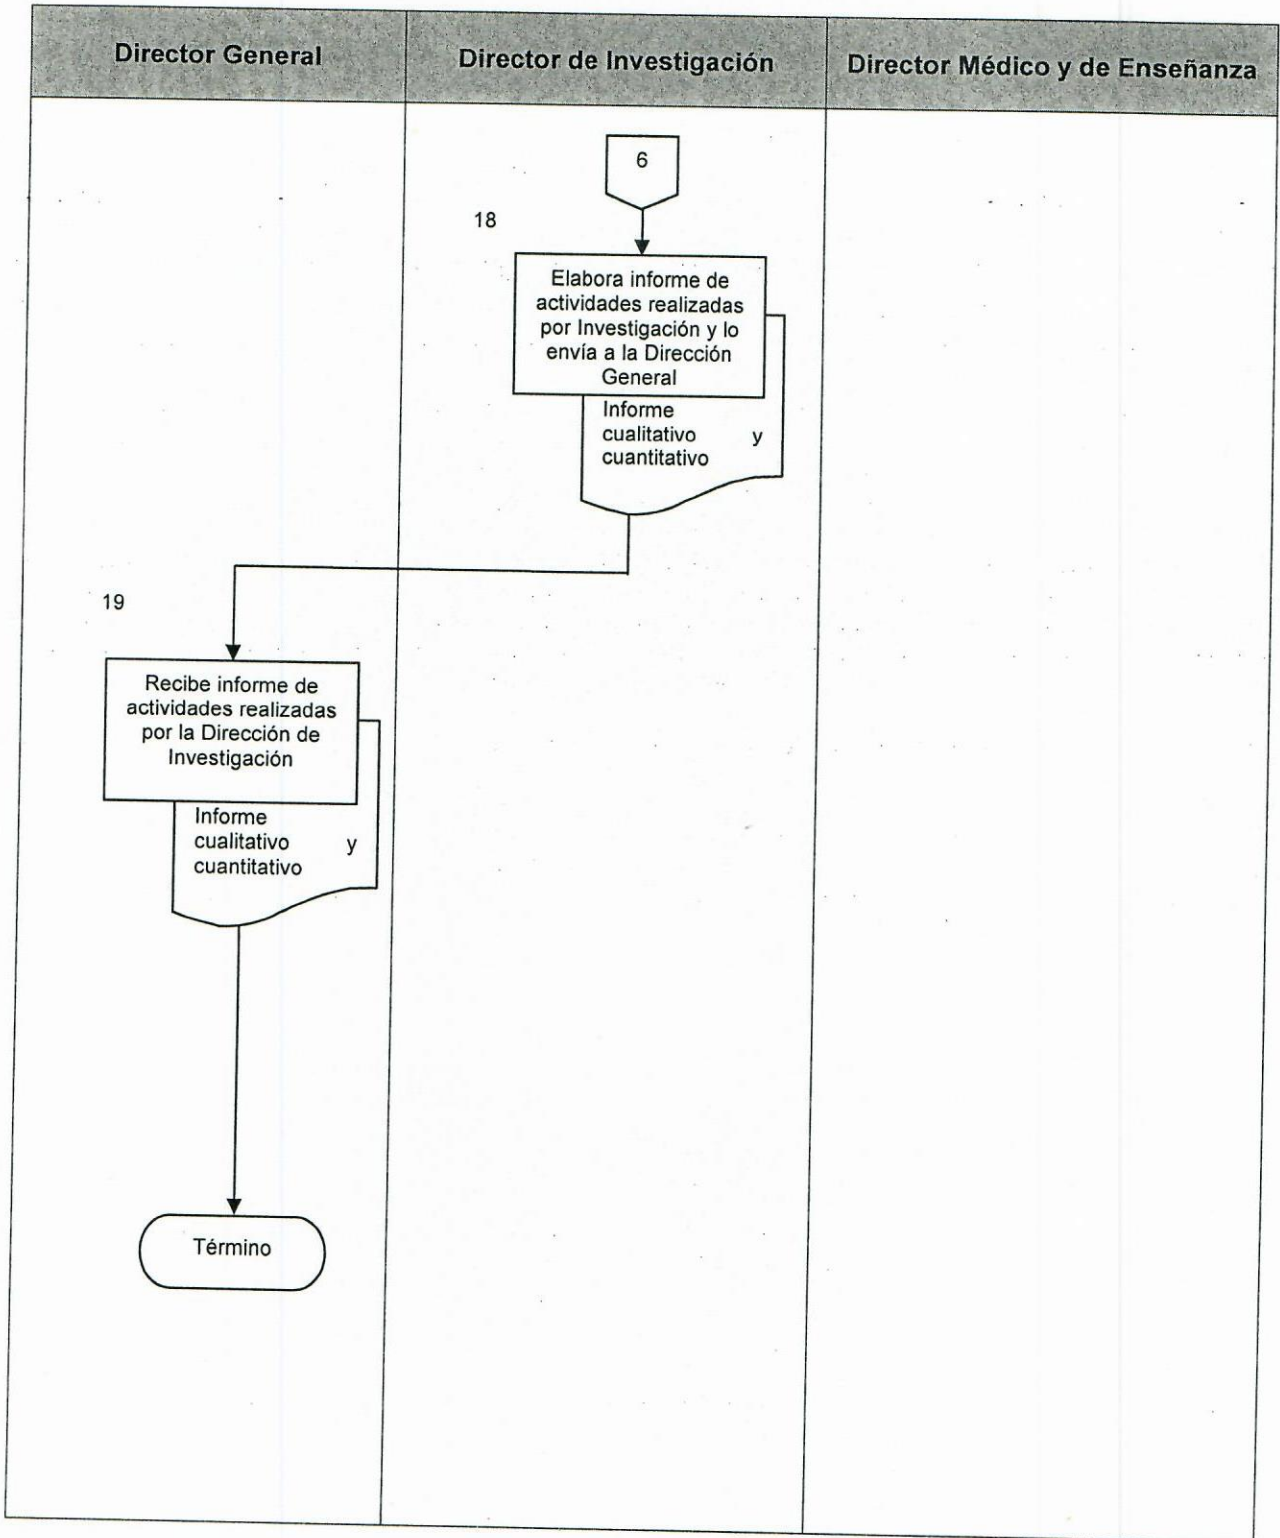 Director General
Director de Investigación
Director Médico y de Enseñanza
6
18
Elabora informe de
actividades realizadas
por Investigación y lo
envía a la Dirección
General
Informe
cualitativo y
cuantitativo
19
Recibe informe de
actividades realizadas
por la Dirección de
Investigación
Informe
cualitativo y
cuantitativo
Término